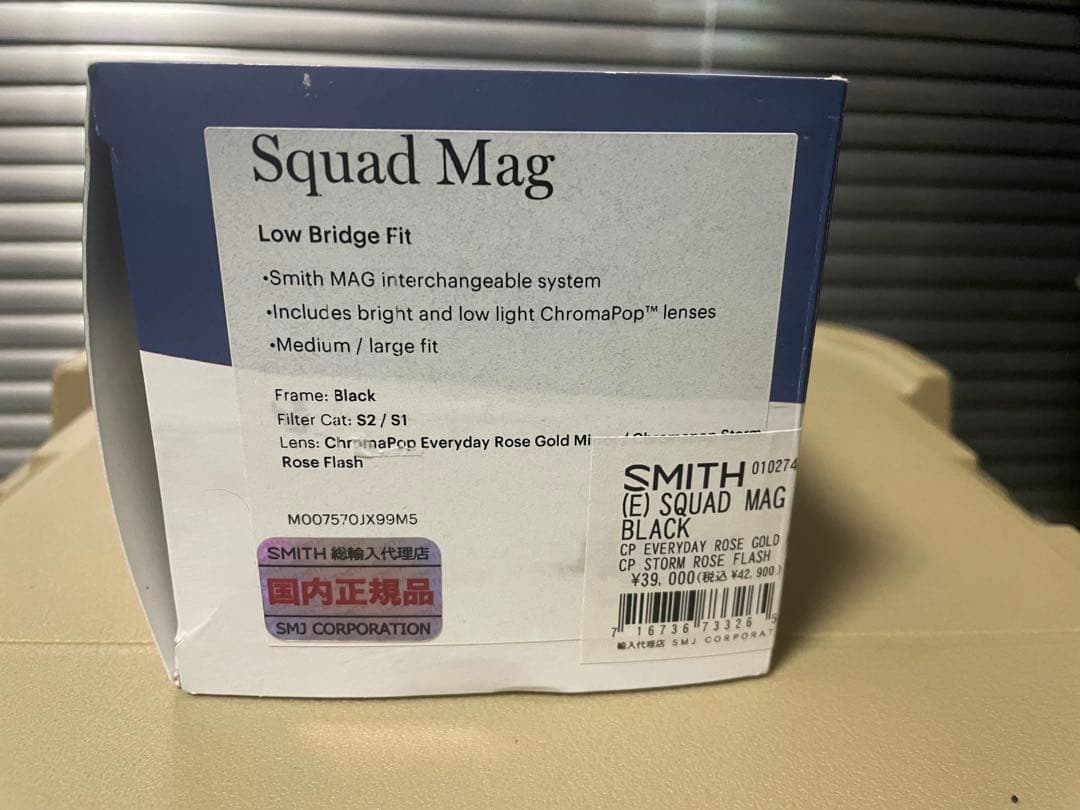 Squad Mag
Low Bridge Fit
•Smith MAG interchangeable system
•Includes bright and low light ChromaPop™ lenses
•Medium / large fit
Frame: Black
Filter Cat: S2 / S1
Lens: ChromaPop Everyday Rose Gold Mi
Rose Flash
M007570JX99M5
SMITH 総輸入代理店
国内正規品
SMJ CORPORATION
SMITH 010274
(E) SQUAD MAG
BLACK
CP EVERYDAY ROSE GOLD
CP STORM ROSE FLASH
¥39,000(税込 ¥42,900)
7 16736 73326 5
輸入代理店 SMJ CORPORAT